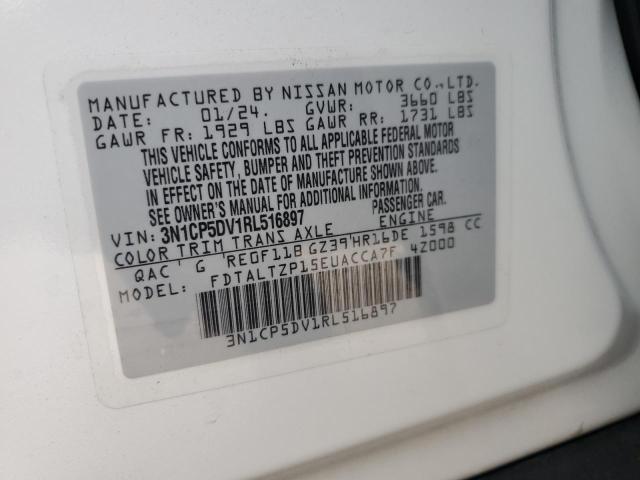 MANUFACTURED BY NISSAN MOTOR CO., LTD.
DATE: 01/24. GVWR: 3660 LBS
GAWR FR: 1929 LBS GAWR RR: 1731 LBS
THIS VEHICLE CONFORMS TO ALL APPLICABLE FEDERAL MOTOR
VEHICLE SAFETY, BUMPER AND THEFT PREVENTION STANDARDS
IN EFFECT ON THE DATE OF MANUFACTURE SHOWN ABOVE.
SEE OWNER'S MANUAL FOR ADDITIONAL INFORMATION.
VIN: 3N1CP5DV1RL516897 PASSENGER CAR.
COLOR TRIM TRANS AXLE ENGINE
QAC G RE0F11B GZ39 HR16DE 1598 CC
MODEL: FDTALTZP15EUACCA7F 42000
3N1CP5DV1RL516897